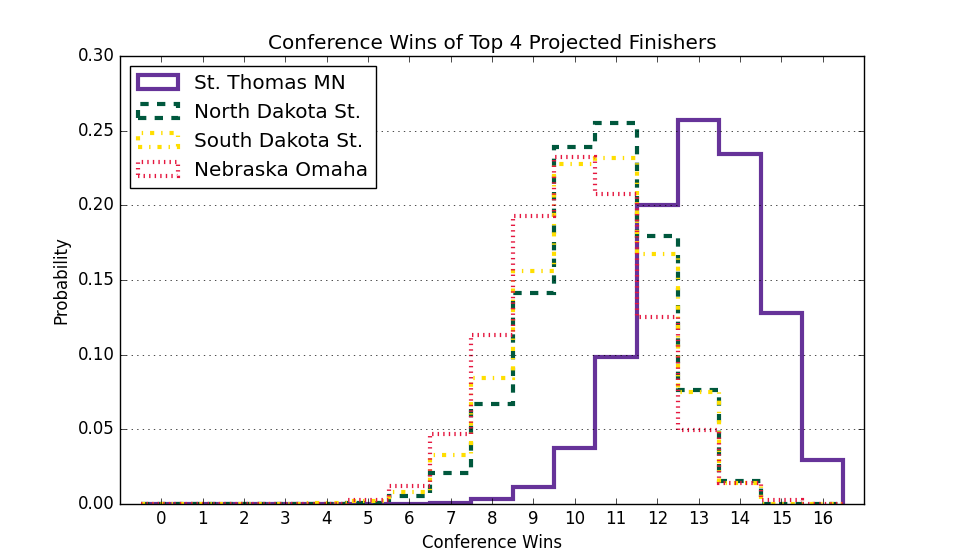 Conference Wins of Top 4 Projected Finishers
0.30
0.25
0.20
0.15
0.10
0.05
0.00
Probability
St. Thomas MN
North Dakota St.
South Dakota St.
Nebraska Omaha
0 1 2 3 4 5 6 7 8 9 10 11 12 13 14 15 16
Conference Wins